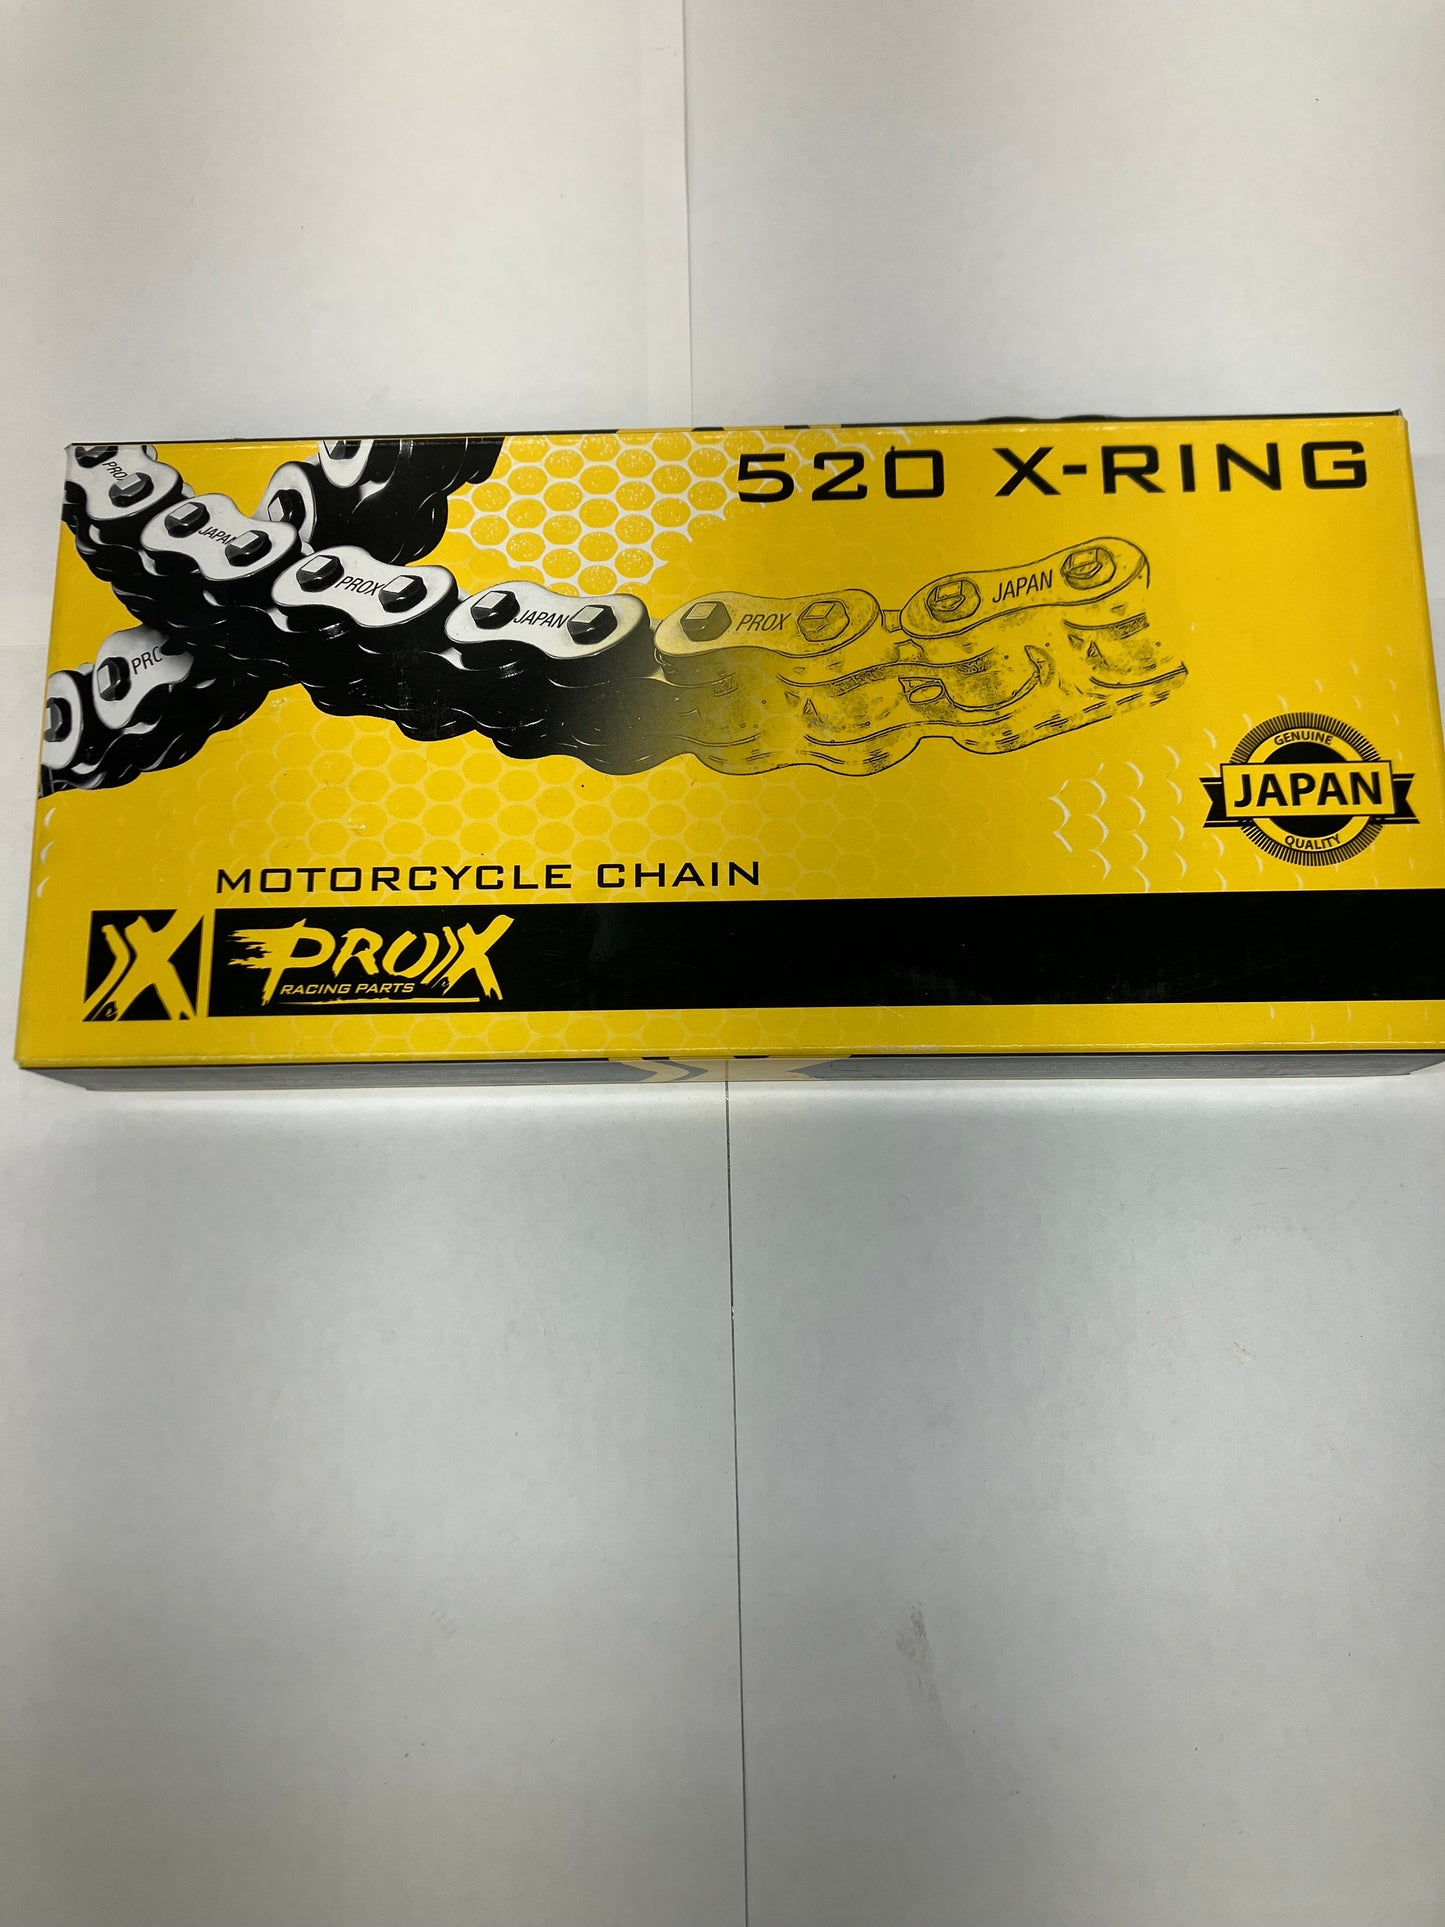 520 X-RING
PROX
JAPAN
PROX
JAPAN
PROX
JAPAN
PRO
GENUINE
JAPAN
QUALITY
MOTORCYCLE CHAIN
X PROX
RACING PARTS